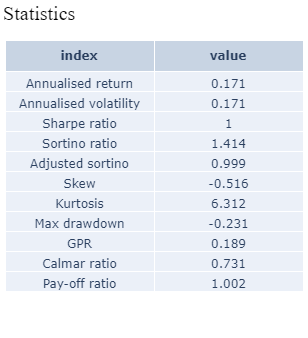 Statistics
index value
Annualised return 0.171
Annualised volatility 0.171
Sharpe ratio 1
Sortino ratio 1.414
Adjusted sortino 0.999
Skew -0.516
Kurtosis 6.312
Max drawdown -0.231
GPR 0.189
Calmar ratio 0.731
Pay-off ratio 1.002